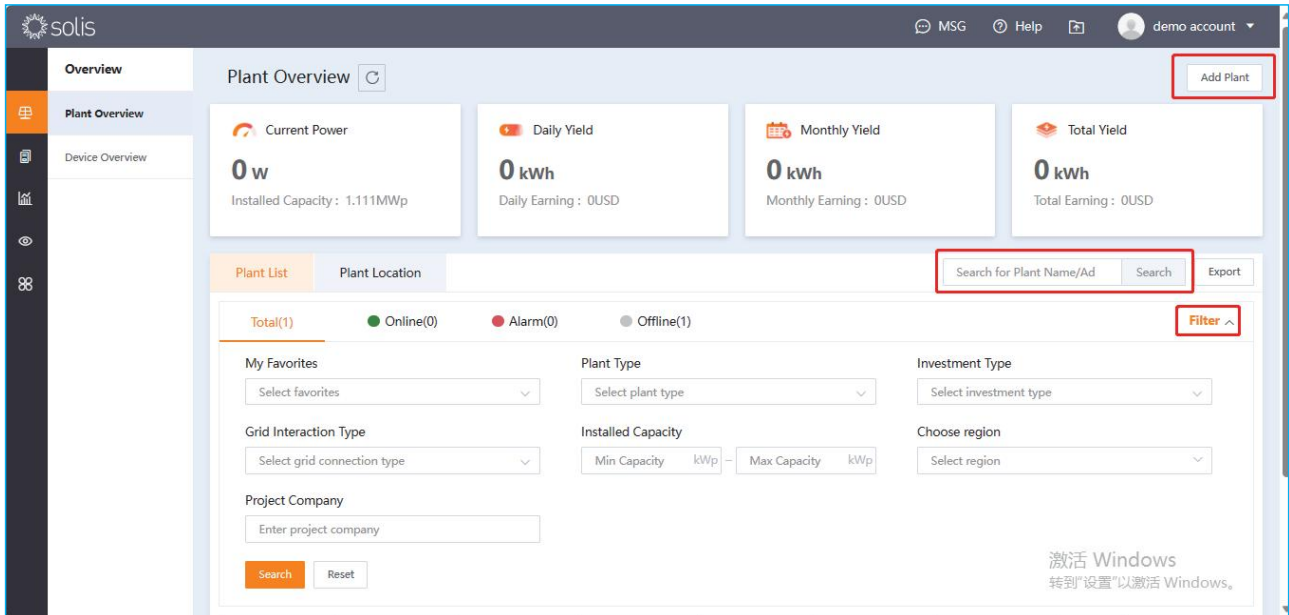 solis
MSG Help demo account
Overview
Plant Overview
Device Overview
Plant Overview
Add Plant
Current Power
0 W
Installed Capacity : 1.111MWp
Daily Yield
0 kWh
Daily Earning : 0USD
Monthly Yield
0 kWh
Monthly Earning : 0USD
Total Yield
0 kWh
Total Earning : 0USD
Plant List Plant Location
Search for Plant Name/Ad Search Export
Total(1) Online(0) Alarm(0) Offline(1) Filter
My Favorites Plant Type Investment Type
Select favorites Select plant type Select investment type
Grid Interaction Type Installed Capacity Choose region
Select grid connection type Min Capacity kWp – Max Capacity kWp Select region
Project Company
Enter project company
Search Reset
激活 Windows
转到"设置"以激活 Windows。